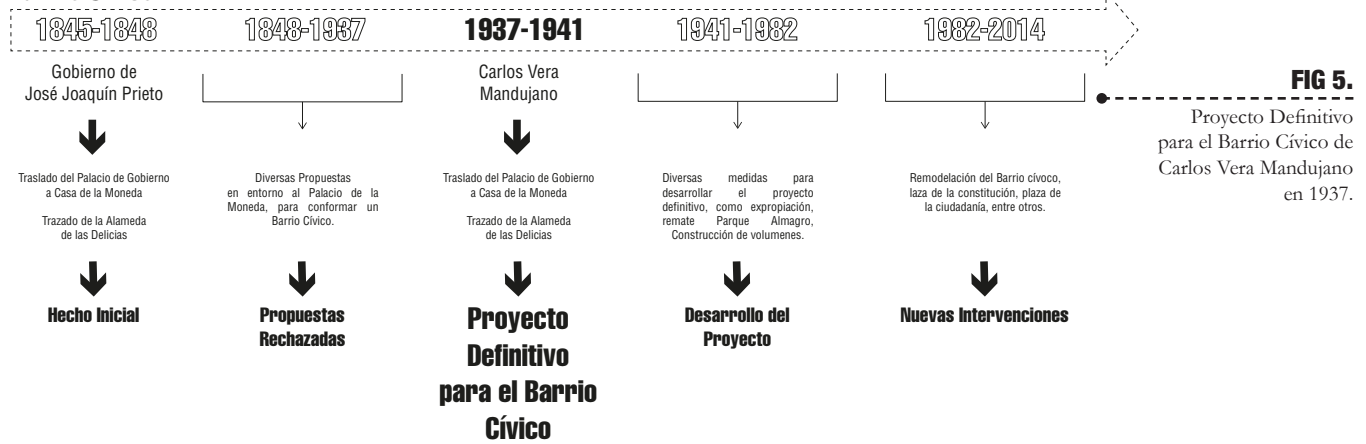 1845-1848
1848-1937
1937-1941
1941-1982
1982-2014
Gobierno de
José Joaquín Prieto
Traslado del Palacio de Gobierno
a Casa de la Moneda
Trazado de la Alameda
de las Delicias
Hecho Inicial
Diversas Propuestas
en entorno al Palacio de la
Moneda, para conformar un
Barrio Cívico.
Propuestas
Rechazadas
Carlos Vera
Mandujano
Traslado del Palacio de Gobierno
a Casa de la Moneda
Trazado de la Alameda
de las Delicias
Proyecto
Definitivo
para el Barrio
Cívico
Diversas medidas para
desarrollar el proyecto
definitivo, como expropiación,
remate Parque Almagro,
Construcción de volumenes.
Desarrollo del
Proyecto
Remodelación del Barrio cívoco,
laza de la constitución, plaza de
la ciudadanía, entre otros.
Nuevas Intervenciones
FIG 5.
Proyecto Definitivo
para el Barrio Cívico de
Carlos Vera Mandujano
en 1937.